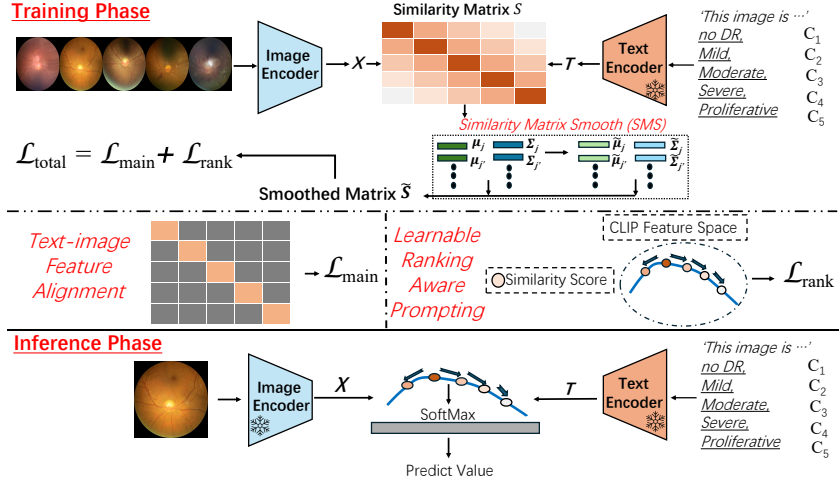 Training Phase
Image
Encoder
X
Similarity Matrix S
T
Text
Encoder
'This image is ···'
no DR,
Mild,
Moderate,
Severe,
Proliferative
C1
C2
C3
C4
C5
Similarity Matrix Smooth (SMS)
μj Σj μ̃j Σ̃j
μj' Σj' μ̃j' Σ̃j'
ℒtotal = ℒmain + ℒrank
Smoothed Matrix S̃
Text-image
Feature
Alignment
ℒmain
Learnable
Ranking
Aware
Prompting
CLIP Feature Space
Similarity Score
ℒrank
Inference Phase
Image
Encoder
X
SoftMax
Predict Value
T
Text
Encoder
'This image is ···'
no DR,
Mild,
Moderate,
Severe,
Proliferative
C1
C2
C3
C4
C5